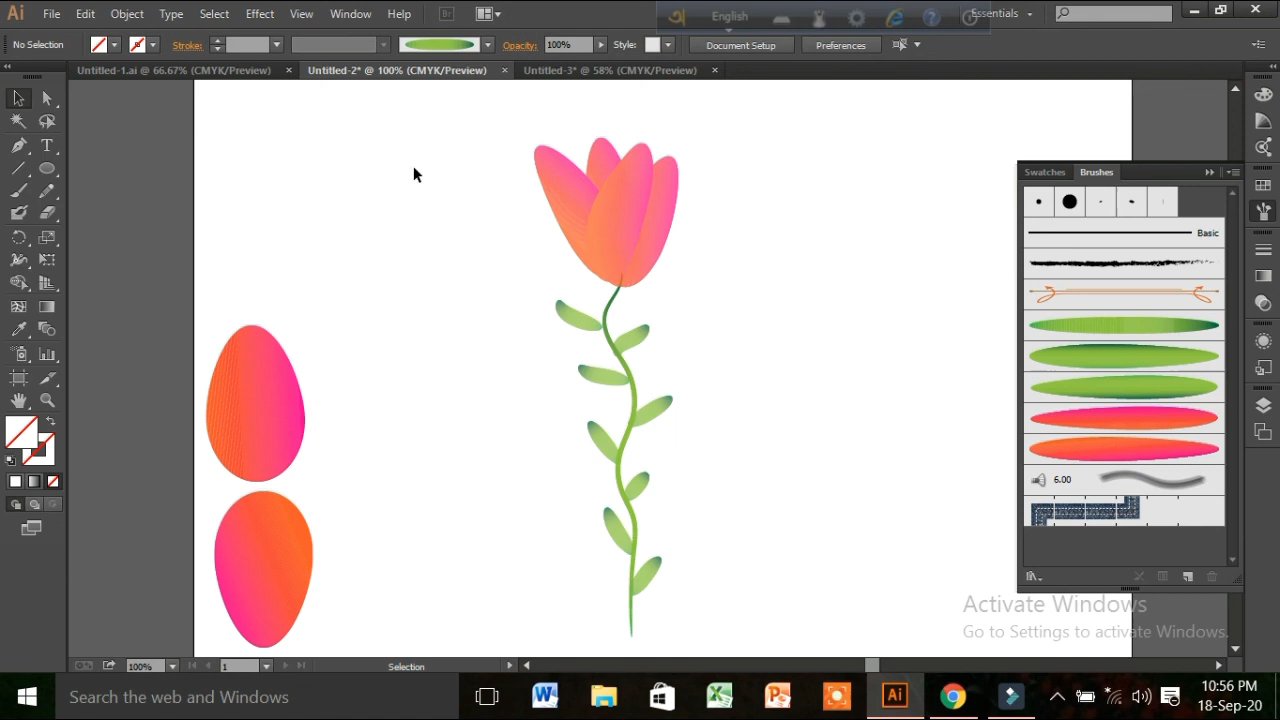 Ai File Edit Object Type Select Effect View Window Help Br English Essentials
No Selection Stroke: Opacity: 100% Style: Document Setup Preferences
Untitled-1.ai @ 66.67% (CMYK/Preview) × Untitled-2* @ 100% (CMYK/Preview) × Untitled-3* @ 58% (CMYK/Preview) ×
Swatches Brushes
Basic
6.00
Activate Windows
Go to Settings to activate Windows.
100% 1 Selection
Search the web and Windows
10:56 PM
18-Sep-20